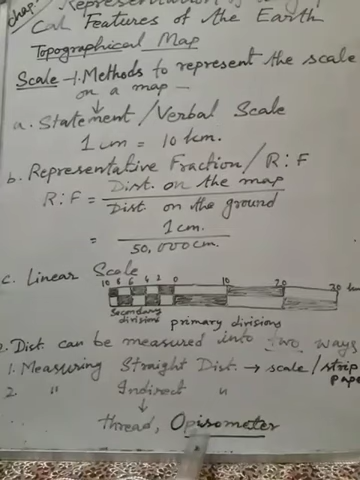 Chap:
Representation
Cal Features of the Earth
Topographical Map
Scale → 1. Methods to represent the scale
on a map —
a. Statement / Verbal Scale
1 cm = 10 km.
b. Representative Fraction / R:F
R:F = Dist. on the map
Dist. on the ground
= 1 cm.
50,000 cm.
c. Linear Scale
10 8 6 4 2 0 10 20 30 km
Secondary divisions primary divisions
2. Dist. can be measured into two ways
1. Measuring Straight Dist. → scale / strip
paper
2 " Indirect "
↓
thread, Opisometer